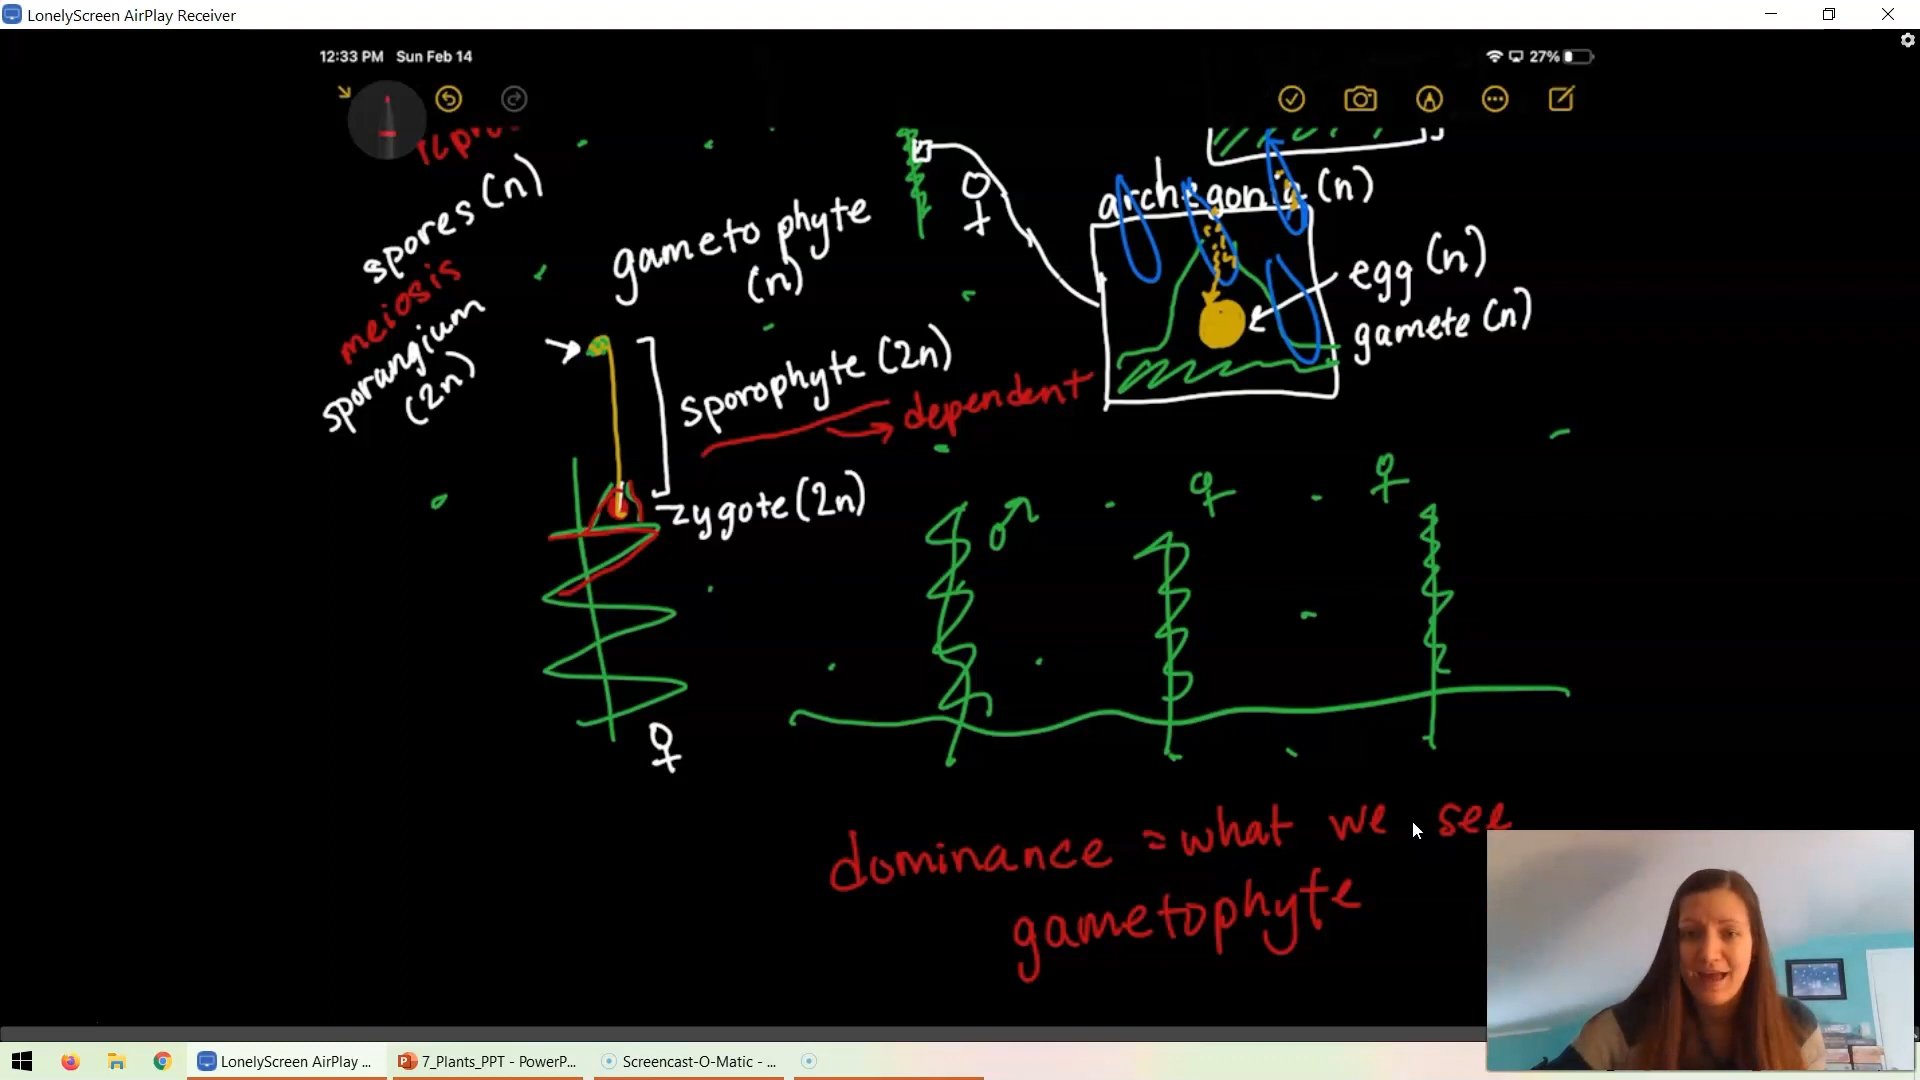 LonelyScreen AirPlay Receiver
12:33 PM Sun Feb 14
27%
spores (n)
meiosis
sporangium
(2n)
gametophyte
(n)
sporophyte (2n)
dependent
zygote (2n)
archegonia (n)
egg (n)
gamete (n)
♀
♂
♀
♀
♀
dominance = what we see
gametophyte
LonelyScreen AirPlay ...
7_Plants_PPT - PowerP...
Screencast-O-Matic - ...